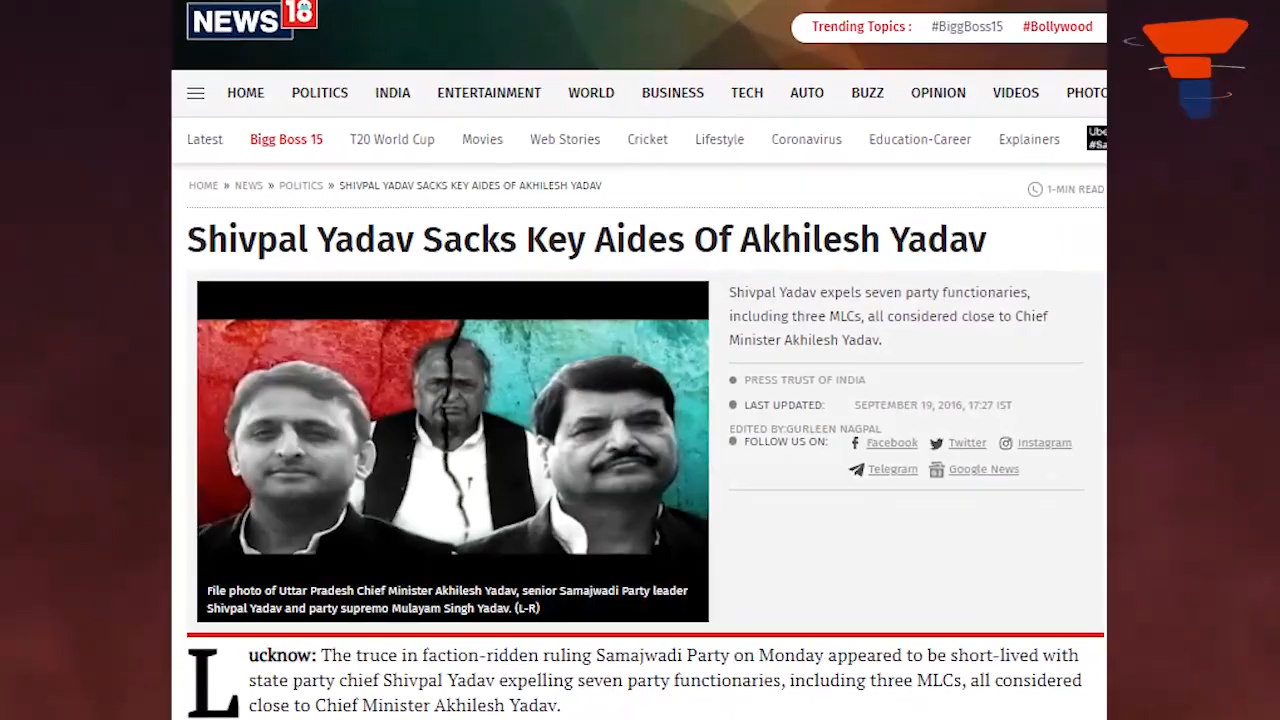 NEWS 18
Trending Topics : #BiggBoss15 #Bollywood
HOME POLITICS INDIA ENTERTAINMENT WORLD BUSINESS TECH AUTO BUZZ OPINION VIDEOS PHOTO
Latest Bigg Boss 15 T20 World Cup Movies Web Stories Cricket Lifestyle Coronavirus Education-Career Explainers
HOME » NEWS » POLITICS » SHIVPAL YADAV SACKS KEY AIDES OF AKHILESH YADAV
1-MIN READ
Shivpal Yadav Sacks Key Aides Of Akhilesh Yadav
Shivpal Yadav expels seven party functionaries,
including three MLCs, all considered close to Chief
Minister Akhilesh Yadav.
PRESS TRUST OF INDIA
LAST UPDATED: SEPTEMBER 19, 2016, 17:27 IST
EDITED BY:GURLEEN NAGPAL
FOLLOW US ON: Facebook Twitter Instagram
Telegram Google News
File photo of Uttar Pradesh Chief Minister Akhilesh Yadav, senior Samajwadi Party leader
Shivpal Yadav and party supremo Mulayam Singh Yadav. (L-R)
Lucknow: The truce in faction-ridden ruling Samajwadi Party on Monday appeared to be short-lived with
state party chief Shivpal Yadav expelling seven party functionaries, including three MLCs, all considered
close to Chief Minister Akhilesh Yadav.